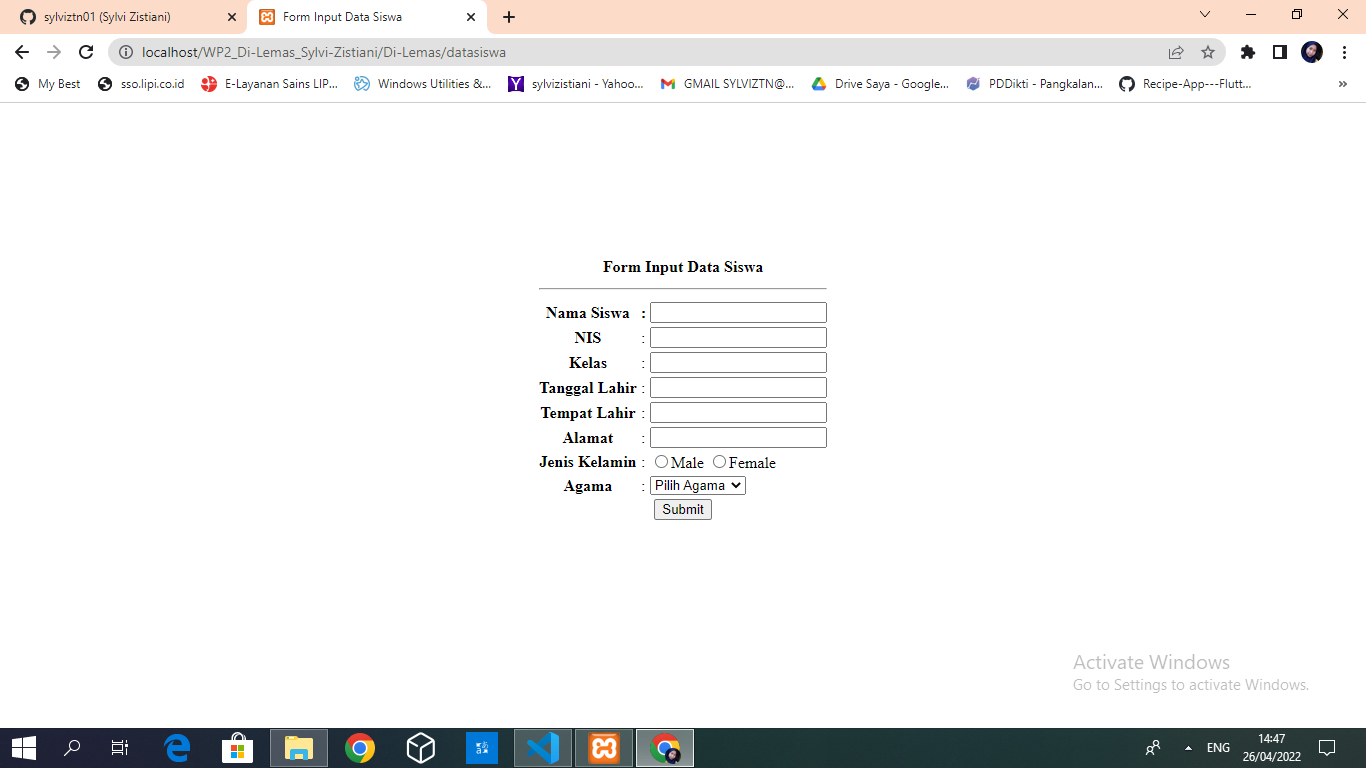 sylviztn01 (Sylvi Zistiani)
Form Input Data Siswa
localhost/WP2_Di-Lemas_Sylvi-Zistiani/Di-Lemas/datasiswa
My Best
sso.lipi.co.id
E-Layanan Sains LIP...
Windows Utilities &...
sylvizistiani - Yahoo...
GMAIL SYLVIZTN@...
Drive Saya - Google...
PDDikti - Pangkalan...
Recipe-App---Flutt...
»
Form Input Data Siswa
Nama Siswa :
NIS :
Kelas :
Tanggal Lahir :
Tempat Lahir :
Alamat :
Jenis Kelamin : Male Female
Agama : Pilih Agama
Submit
Activate Windows
Go to Settings to activate Windows.
ENG
14:47
26/04/2022